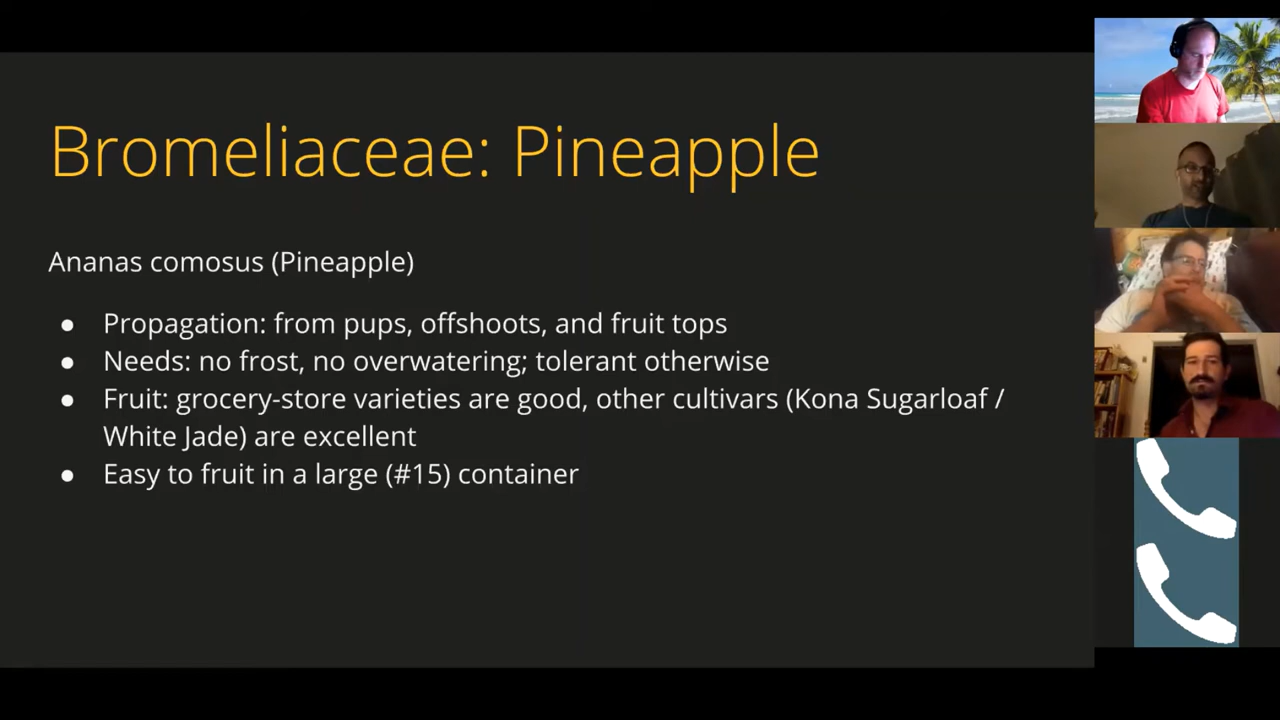 Bromeliaceae: Pineapple
Ananas comosus (Pineapple)
● Propagation: from pups, offshoots, and fruit tops
● Needs: no frost, no overwatering; tolerant otherwise
● Fruit: grocery-store varieties are good, other cultivars (Kona Sugarloaf /
White Jade) are excellent
● Easy to fruit in a large (#15) container